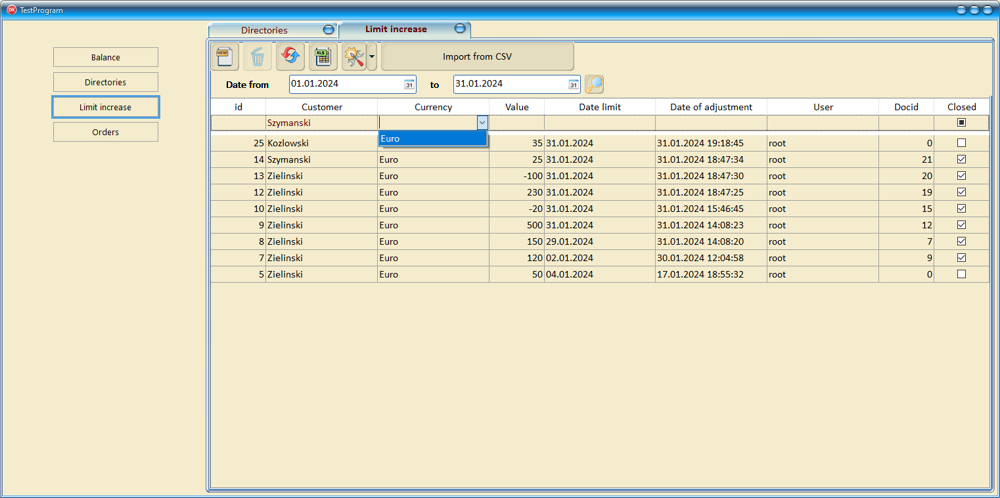 TestProgram
Balance
Directories
Limit increase
Orders
Directories Limit increase
NEW XLS Import from CSV
Date from 01.01.2024 31 to 31.01.2024 31
id Customer Currency Value Date limit Date of adjustment User Docid Closed
Szymanski
Euro
25 Kozlowski 35 31.01.2024 31.01.2024 19:18:45 root 0
14 Szymanski Euro 25 31.01.2024 31.01.2024 18:47:34 root 21
13 Zielinski Euro -100 31.01.2024 31.01.2024 18:47:30 root 20
12 Zielinski Euro 230 31.01.2024 31.01.2024 18:47:25 root 19
10 Zielinski Euro -20 31.01.2024 31.01.2024 15:46:45 root 15
9 Zielinski Euro 500 31.01.2024 31.01.2024 14:08:23 root 12
8 Zielinski Euro 150 29.01.2024 31.01.2024 14:08:20 root 7
7 Zielinski Euro 120 02.01.2024 30.01.2024 12:04:58 root 9
5 Zielinski Euro 50 04.01.2024 17.01.2024 18:55:32 root 0